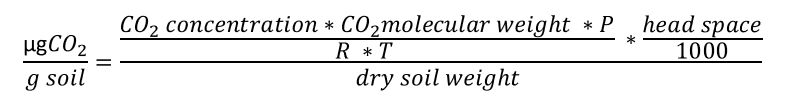 μgCO₂ / g soil = ((CO₂ concentration * CO₂molecular weight * P) / (R * T) * (head space / 1000)) / dry soil weight